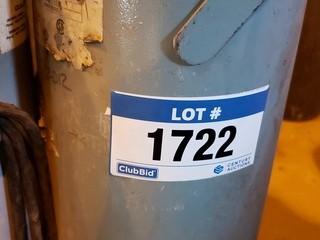 LOT #
1722
ClubBid
CENTURY
AUCTIONS